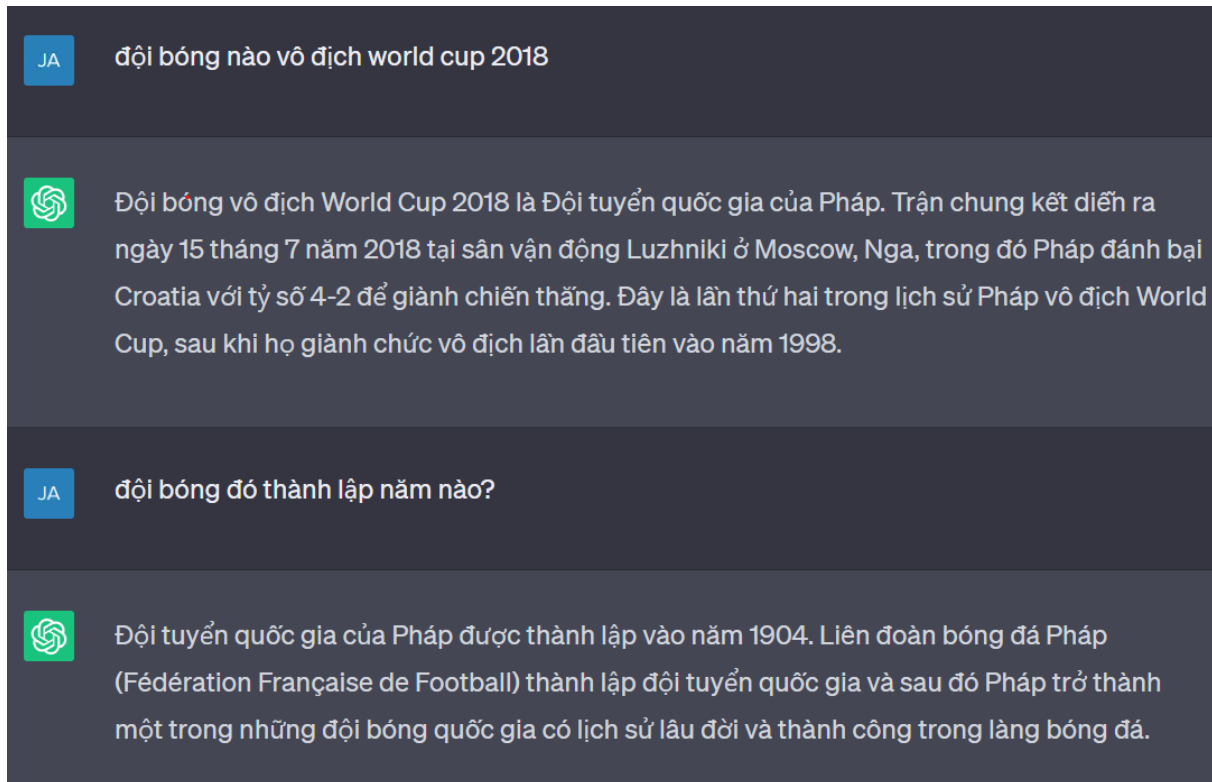 JA đội bóng nào vô địch world cup 2018
Đội bóng vô địch World Cup 2018 là Đội tuyển quốc gia của Pháp. Trận chung kết diễn ra
ngày 15 tháng 7 năm 2018 tại sân vận động Luzhniki ở Moscow, Nga, trong đó Pháp đánh bại
Croatia với tỷ số 4-2 để giành chiến thắng. Đây là lần thứ hai trong lịch sử Pháp vô địch World
Cup, sau khi họ giành chức vô địch lần đầu tiên vào năm 1998.
JA đội bóng đó thành lập năm nào?
Đội tuyển quốc gia của Pháp được thành lập vào năm 1904. Liên đoàn bóng đá Pháp
(Fédération Française de Football) thành lập đội tuyển quốc gia và sau đó Pháp trở thành
một trong những đội bóng quốc gia có lịch sử lâu đời và thành công trong làng bóng đá.